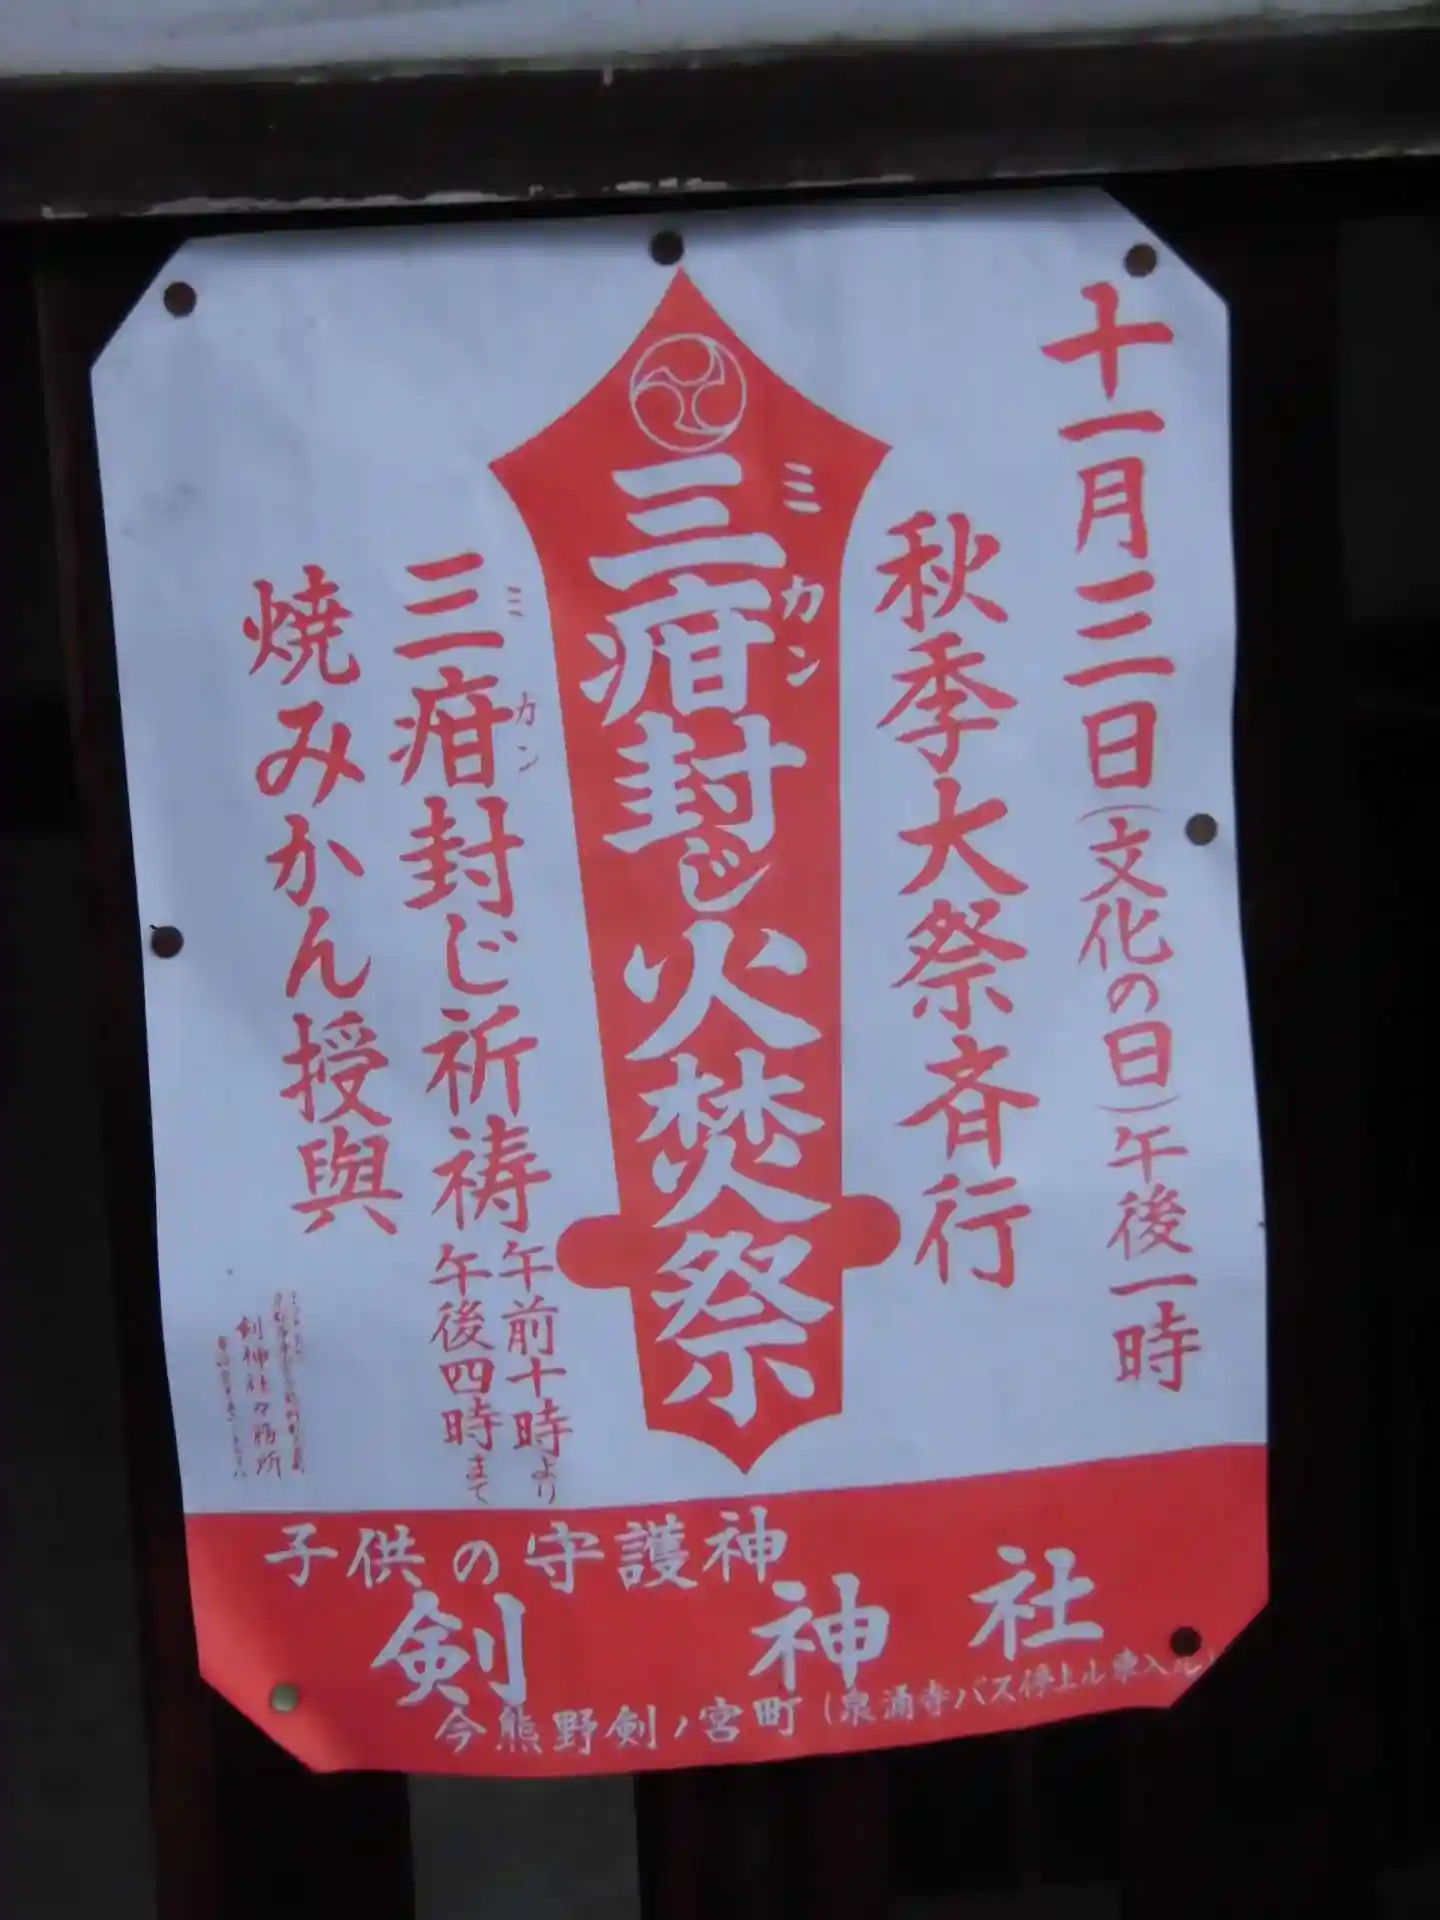 十一月三日(文化の日)午後一時
秋季大祭斉行
三疳封じ火焚祭
ミカン
三疳封じ祈祷
ミカン
午前十時より
午後四時まで
焼みかん授與
剣神社々務所
子供の守護神
剣神社
今熊野剣ノ宮町(泉涌寺バス停上ル東入ル)